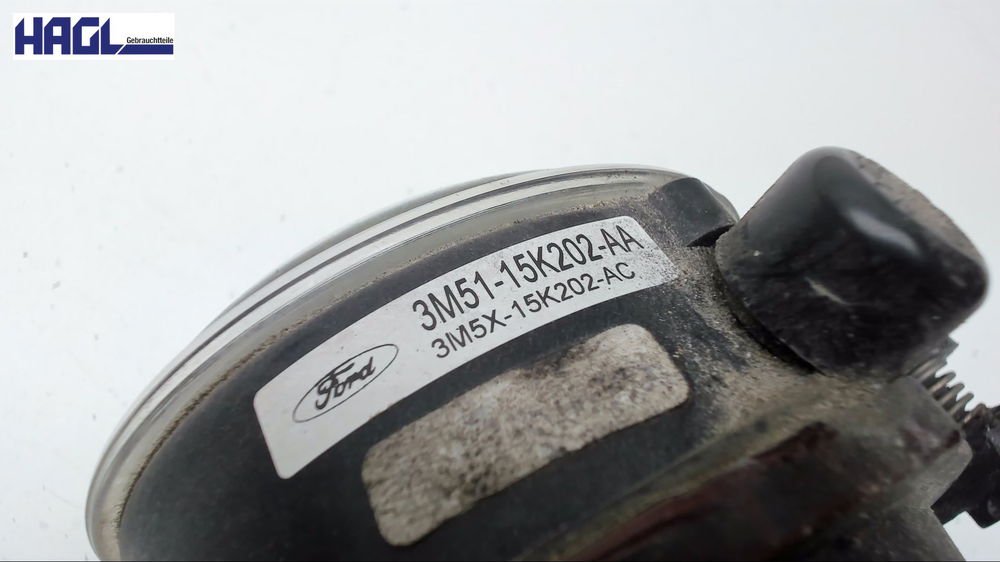 HAGL
Gebrauchtteile
3M51-15K202-AA
3M5X-15K202-AC
Ford